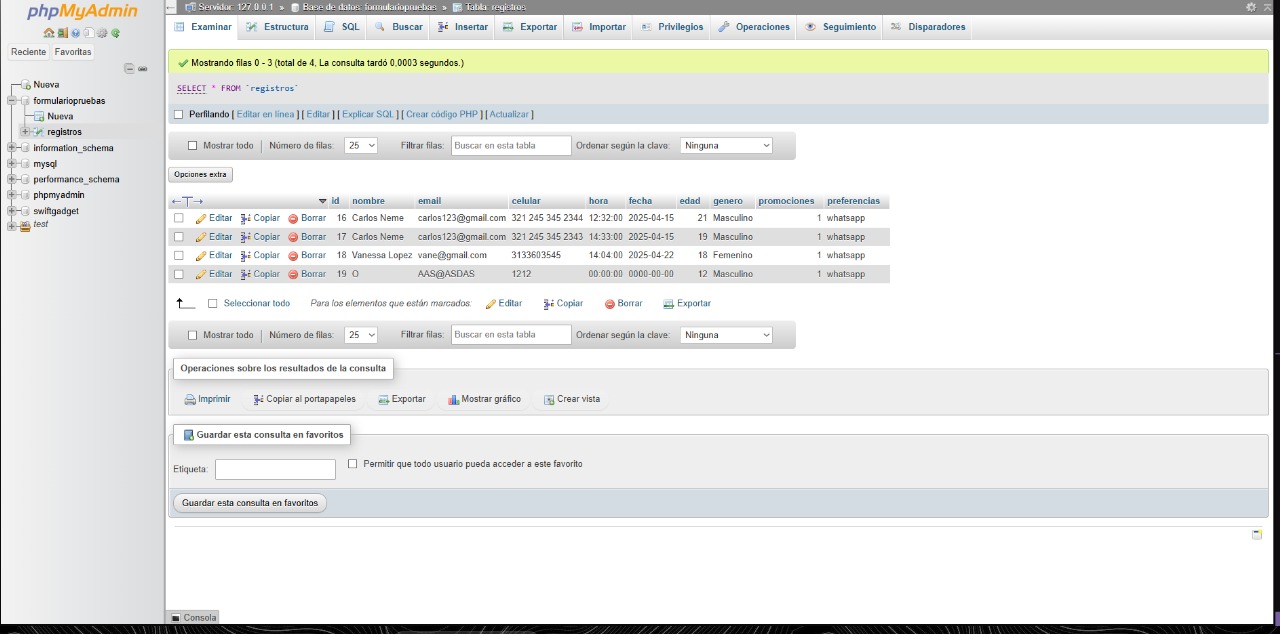 phpMyAdmin
Reciente Favoritas
Nueva
formulariopruebas
Nueva
registros
information_schema
mysql
performance_schema
phpmyadmin
swiftgadget
test
Servidor: 127.0.0.1 » Base de datos: formulariopruebas » Tabla: registros
Examinar Estructura SQL Buscar Insertar Exportar Importar Privilegios Operaciones Seguimiento Disparadores
Mostrando filas 0 - 3 (total de 4, La consulta tardó 0,0003 segundos.)
SELECT * FROM `registros`
Perfilando [ Editar en línea ] [ Editar ] [ Explicar SQL ] [ Crear código PHP ] [ Actualizar ]
Mostrar todo Número de filas: 25 Filtrar filas: Buscar en esta tabla Ordenar según la clave: Ninguna
Opciones extra
←T→ id nombre email celular hora fecha edad genero promociones preferencias
Editar Copiar Borrar 16 Carlos Neme carlos123@gmail.com 321 245 345 2344 12:32:00 2025-04-15 21 Masculino 1 whatsapp
Editar Copiar Borrar 17 Carlos Neme carlos123@gmail.com 321 245 345 2343 14:33:00 2025-04-15 19 Masculino 1 whatsapp
Editar Copiar Borrar 18 Vanessa Lopez vane@gmail.com 3133603545 14:04:00 2025-04-22 18 Femenino 1 whatsapp
Editar Copiar Borrar 19 O AAS@ASDAS 1212 00:00:00 0000-00-00 12 Masculino 1 whatsapp
Seleccionar todo Para los elementos que están marcados: Editar Copiar Borrar Exportar
Mostrar todo Número de filas: 25 Filtrar filas: Buscar en esta tabla Ordenar según la clave: Ninguna
Operaciones sobre los resultados de la consulta
Imprimir Copiar al portapapeles Exportar Mostrar gráfico Crear vista
Guardar esta consulta en favoritos
Etiqueta: Permitir que todo usuario pueda acceder a este favorito
Guardar esta consulta en favoritos
Consola